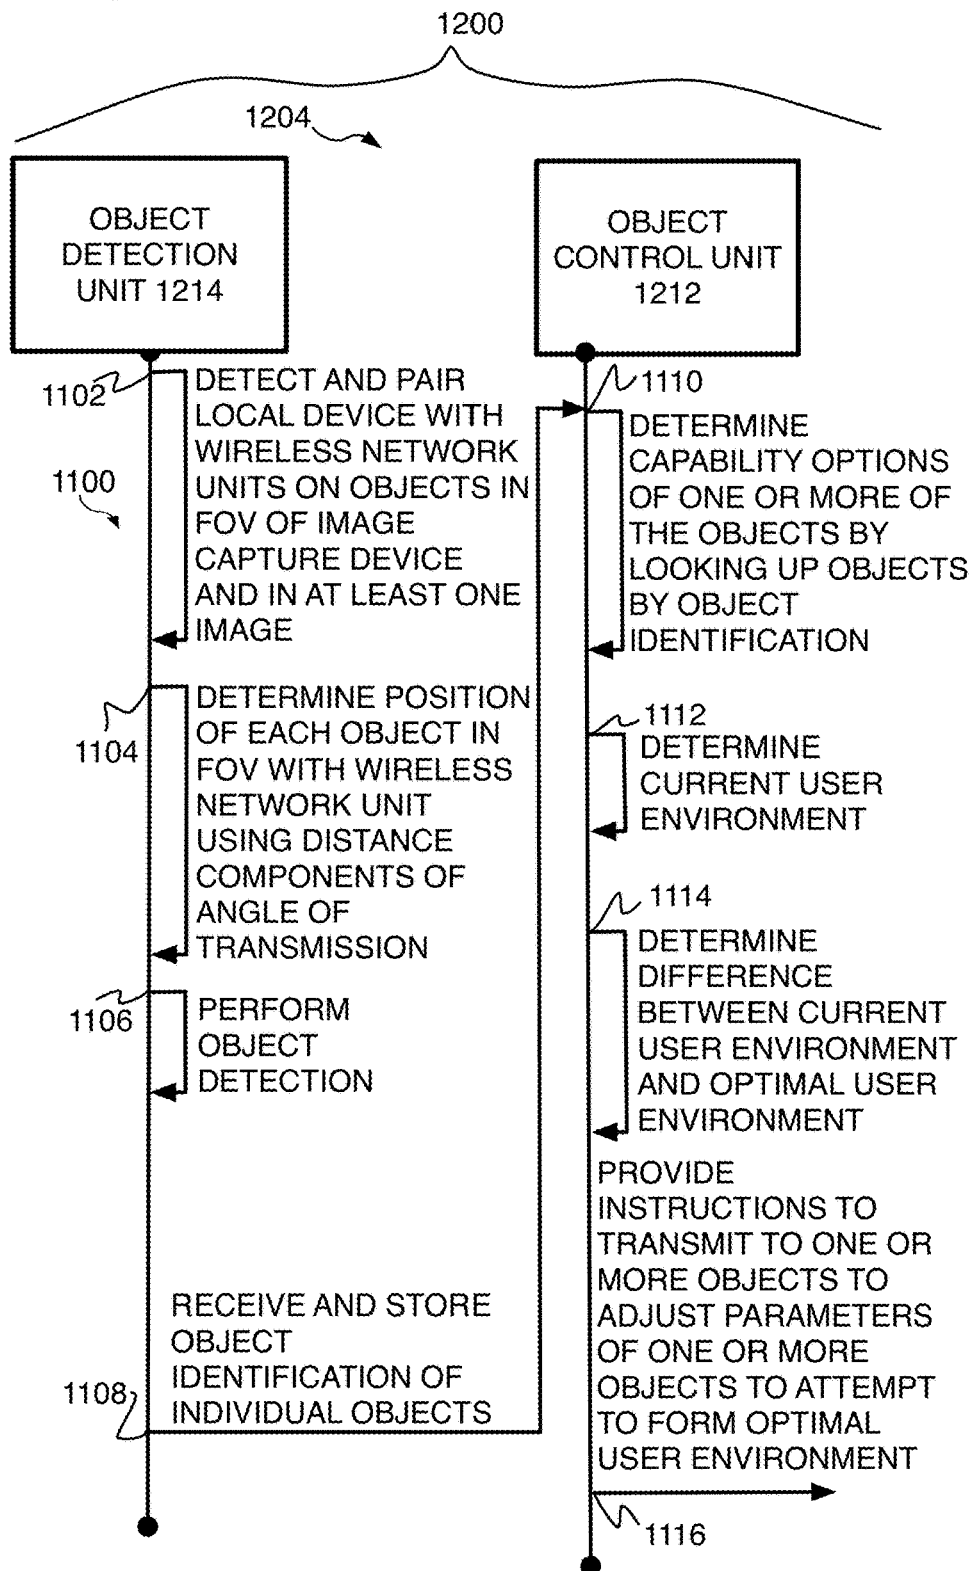 1200
1204
OBJECT
DETECTION
UNIT 1214
OBJECT
CONTROL UNIT
1212
1102
DETECT AND PAIR
LOCAL DEVICE WITH
WIRELESS NETWORK
UNITS ON OBJECTS IN
FOV OF IMAGE
CAPTURE DEVICE
AND IN AT LEAST ONE
IMAGE
1100
1104
DETERMINE POSITION
OF EACH OBJECT IN
FOV WITH WIRELESS
NETWORK UNIT
USING DISTANCE
COMPONENTS OF
ANGLE OF
TRANSMISSION
1106
PERFORM
OBJECT
DETECTION
RECEIVE AND STORE
OBJECT
IDENTIFICATION OF
INDIVIDUAL OBJECTS
1108
1110
DETERMINE
CAPABILITY OPTIONS
OF ONE OR MORE OF
THE OBJECTS BY
LOOKING UP OBJECTS
BY OBJECT
IDENTIFICATION
1112
DETERMINE
CURRENT USER
ENVIRONMENT
1114
DETERMINE
DIFFERENCE
BETWEEN CURRENT
USER ENVIRONMENT
AND OPTIMAL USER
ENVIRONMENT
PROVIDE
INSTRUCTIONS TO
TRANSMIT TO ONE OR
MORE OBJECTS TO
ADJUST PARAMETERS
OF ONE OR MORE
OBJECTS TO ATTEMPT
TO FORM OPTIMAL
USER ENVIRONMENT
1116